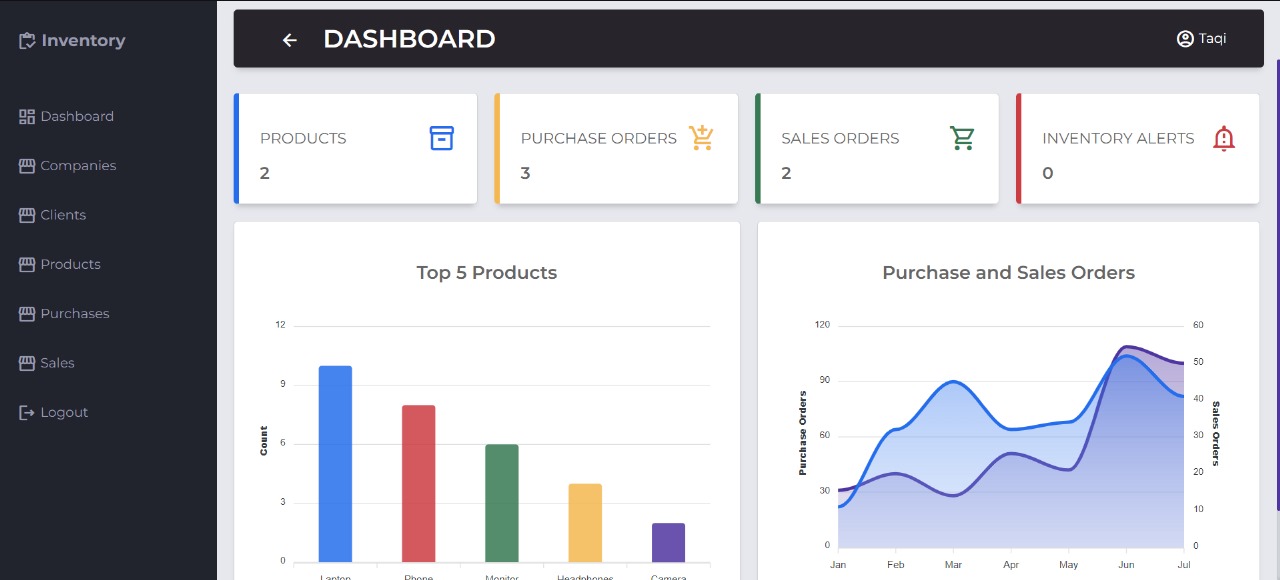 Inventory
DASHBOARD
Taqi
Dashboard
Companies
Clients
Products
Purchases
Sales
Logout
PRODUCTS
2
PURCHASE ORDERS
3
SALES ORDERS
2
INVENTORY ALERTS
0
Top 5 Products
12
9
6
3
0
Count
Laptop
Phone
Monitor
Headphones
Camera
Purchase and Sales Orders
120
90
60
30
0
Purchase Orders
60
50
40
30
20
10
0
Sales Orders
Jan
Feb
Mar
Apr
May
Jun
Jul